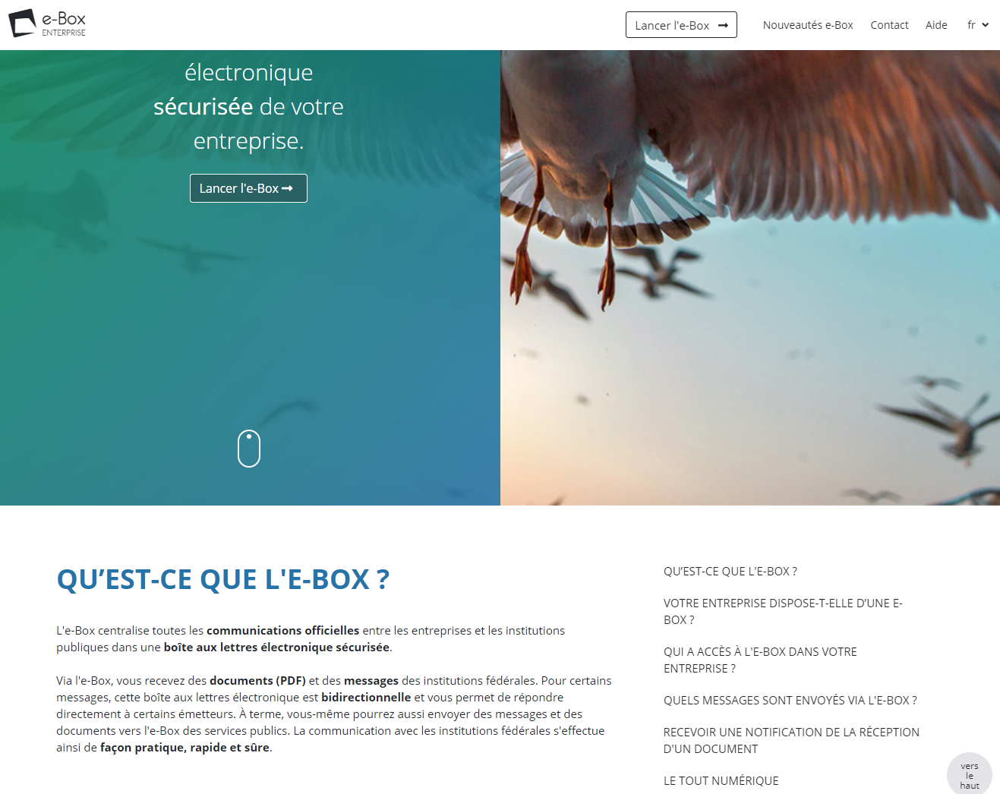 e-Box
ENTERPRISE
Lancer l'e-Box
Nouveautés e-Box
Contact
Aide
fr
électronique
sécurisée de votre
entreprise.
Lancer l'e-Box
QU’EST-CE QUE L'E-BOX ?
L'e-Box centralise toutes les communications officielles entre les entreprises et les institutions
publiques dans une boîte aux lettres électronique sécurisée.
Via l'e-Box, vous recevez des documents (PDF) et des messages des institutions fédérales. Pour certains
messages, cette boîte aux lettres électronique est bidirectionnelle et vous permet de répondre
directement à certains émetteurs. À terme, vous-même pourrez aussi envoyer des messages et des
documents vers l'e-Box des services publics. La communication avec les institutions fédérales s'effectue
ainsi de façon pratique, rapide et sûre.
QU’EST-CE QUE L'E-BOX ?
VOTRE ENTREPRISE DISPOSE-T-ELLE D’UNE E-
BOX ?
QUI A ACCÈS À L'E-BOX DANS VOTRE
ENTREPRISE ?
QUELS MESSAGES SONT ENVOYÉS VIA L'E-BOX ?
RECEVOIR UNE NOTIFICATION DE LA RÉCEPTION
D'UN DOCUMENT
LE TOUT NUMÉRIQUE
vers
le
haut